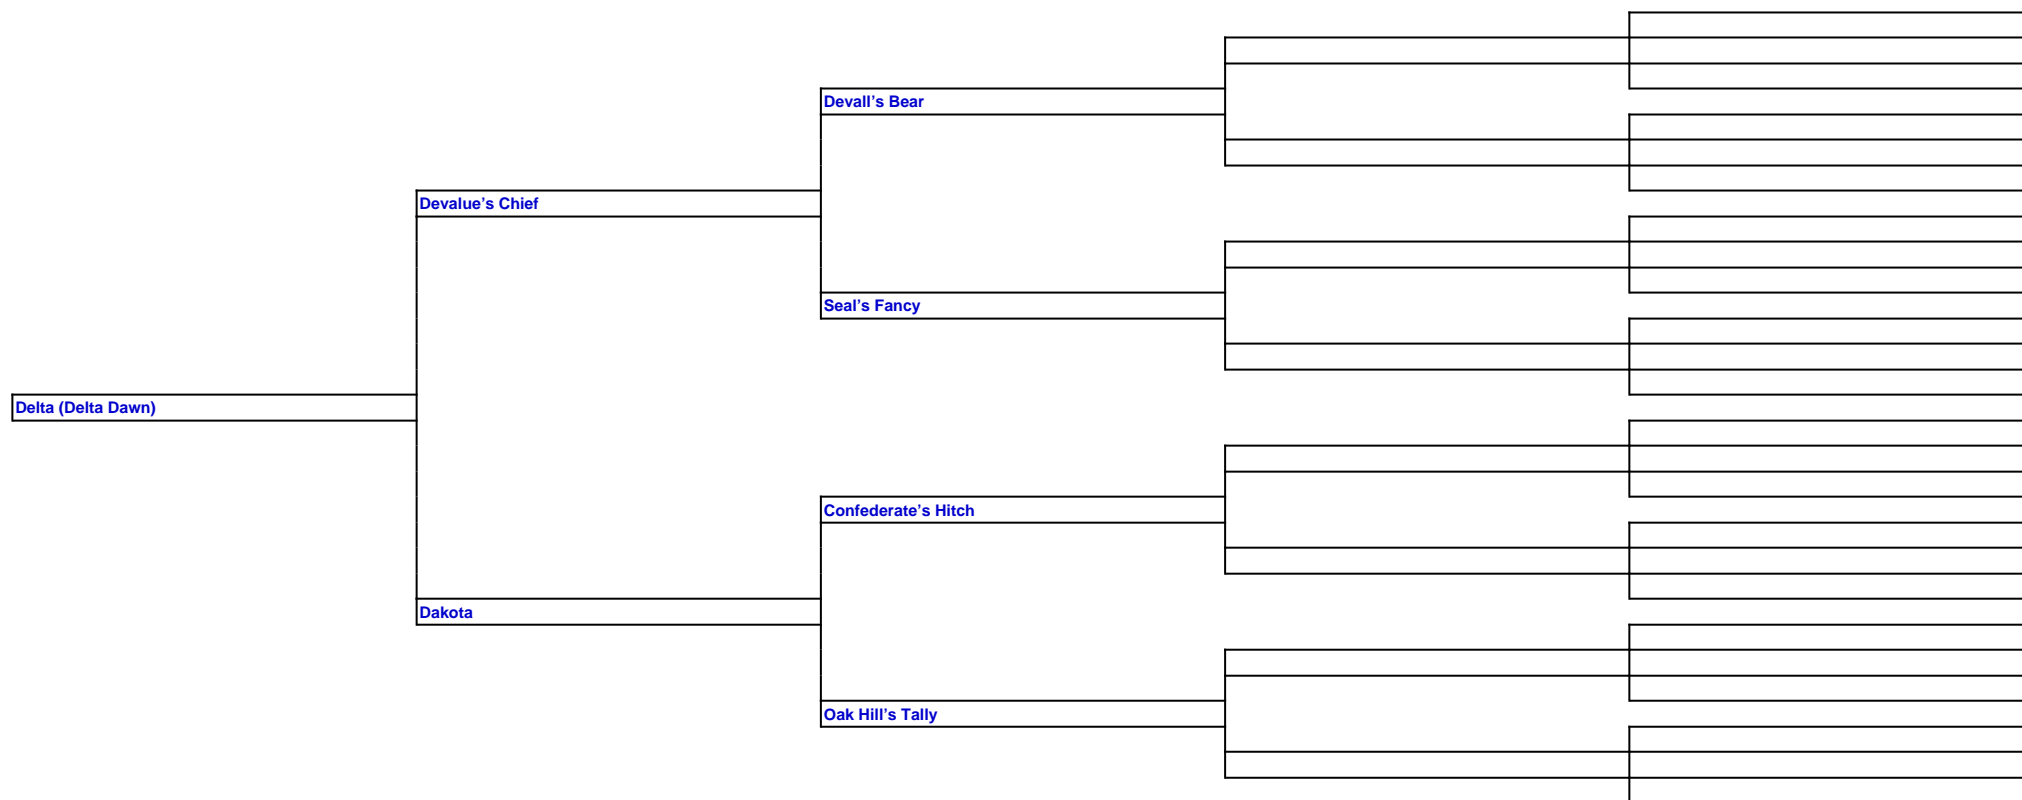 Devall’s Bear
Devalue’s Chief
Seal’s Fancy
Delta (Delta Dawn)
Confederate’s Hitch
Dakota
Oak Hill’s Tally